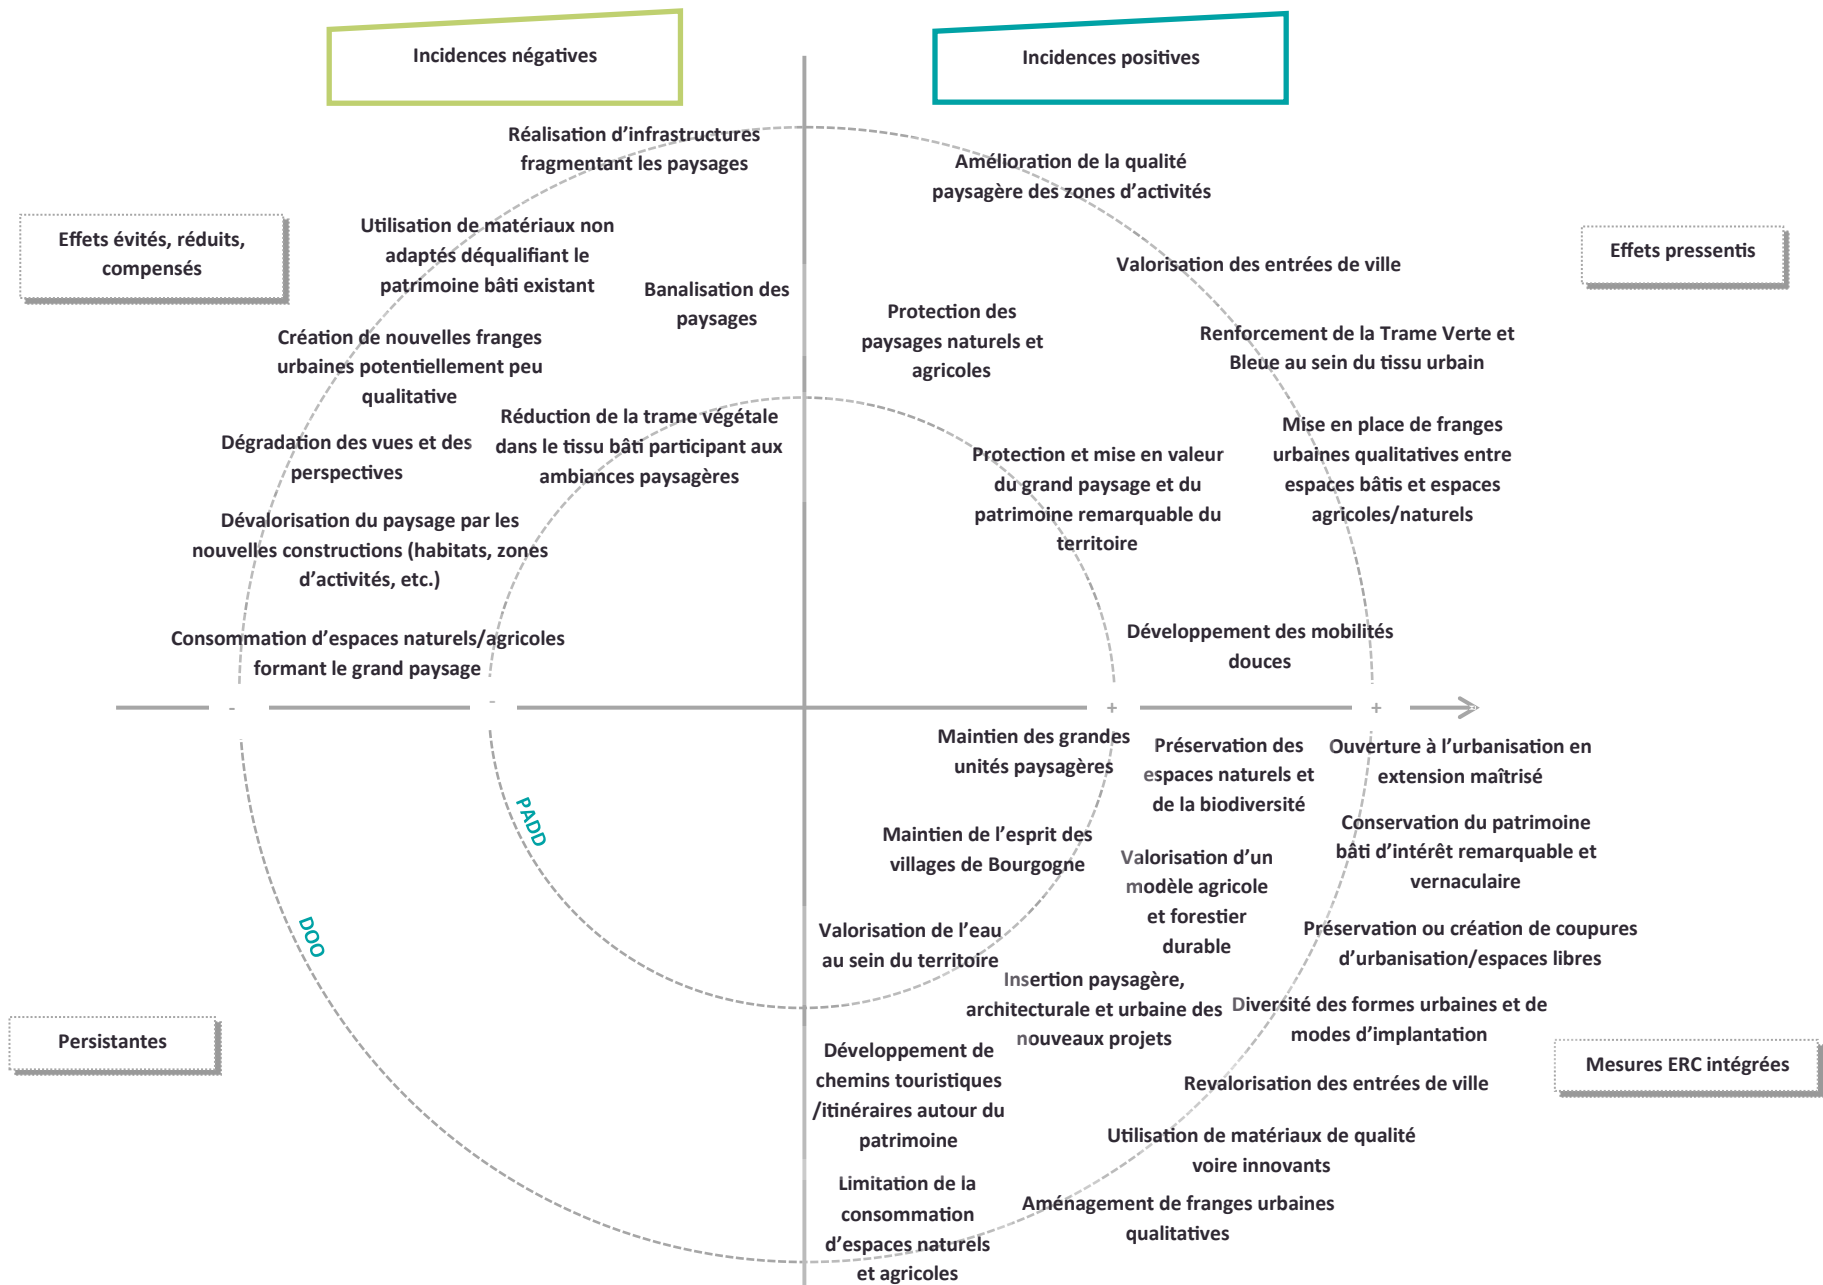 Incidences négatives
Incidences positives
Réalisation d’infrastructures
fragmentant les paysages
Amélioration de la qualité
paysagère des zones d’activités
Effets évités, réduits,
compensés
Utilisation de matériaux non
adaptés déqualifiant le
patrimoine bâti existant
Banalisation des
paysages
Valorisation des entrées de ville
Effets pressentis
Protection des
paysages naturels et
agricoles
Création de nouvelles franges
urbaines potentiellement peu
qualitative
Renforcement de la Trame Verte et
Bleue au sein du tissu urbain
Réduction de la trame végétale
dans le tissu bâti participant aux
ambiances paysagères
Dégradation des vues et des
perspectives
Protection et mise en valeur
du grand paysage et du
patrimoine remarquable du
territoire
Mise en place de franges
urbaines qualitatives entre
espaces bâtis et espaces
agricoles/naturels
Dévalorisation du paysage par les
nouvelles constructions (habitats, zones
d’activités, etc.)
Consommation d’espaces naturels/agricoles
formant le grand paysage
Développement des mobilités
douces
- - + +
Maintien des grandes
unités paysagères
Préservation des
espaces naturels et
de la biodiversité
Ouverture à l’urbanisation en
extension maîtrisé
PADD
Maintien de l’esprit des
villages de Bourgogne
Valorisation d’un
modèle agricole
et forestier
durable
Conservation du patrimoine
bâti d’intérêt remarquable et
vernaculaire
DOO
Valorisation de l’eau
au sein du territoire
Préservation ou création de coupures
d’urbanisation/espaces libres
Insertion paysagère,
architecturale et urbaine des
nouveaux projets
Diversité des formes urbaines et de
modes d’implantation
Persistantes
Développement de
chemins touristiques
/itinéraires autour du
patrimoine
Mesures ERC intégrées
Revalorisation des entrées de ville
Utilisation de matériaux de qualité
voire innovants
Limitation de la
consommation
d’espaces naturels
et agricoles
Aménagement de franges urbaines
qualitatives